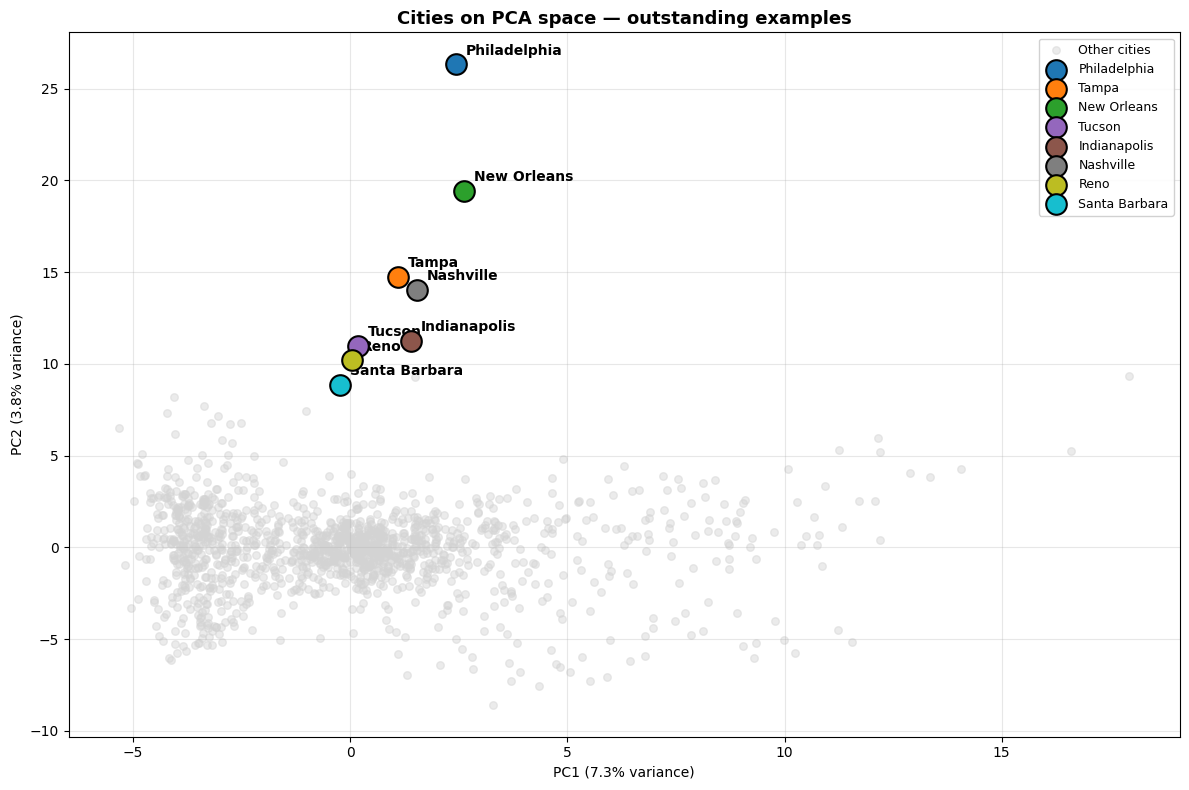 Cities on PCA space — outstanding examples
Philadelphia
New Orleans
Tampa
Nashville
Tucson
Indianapolis
Reno
Santa Barbara
Other cities
Philadelphia
Tampa
New Orleans
Tucson
Indianapolis
Nashville
Reno
Santa Barbara
PC2 (3.8% variance)
25
20
15
10
5
0
−5
−10
−5
0
5
10
15
PC1 (7.3% variance)